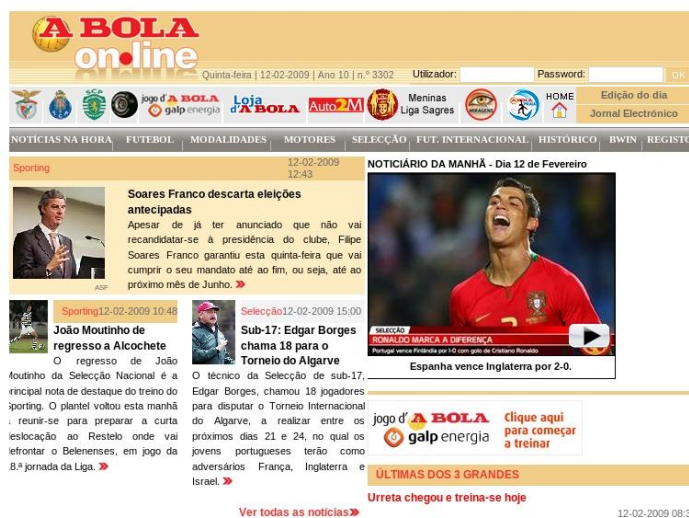 A BOLA
on.line
Quinta-feira | 12-02-2009 | Ano 10 | n.º 3302
Utilizador:
Password:
OK
jogo d'A BOLA
galp energia
Loja
d'A BOLA
Auto2M
Meninas
Liga Sagres
HOME
Edição do dia
Jornal Electrónico
NOTÍCIAS NA HORA
FUTEBOL
MODALIDADES
MOTORES
SELECÇÃO
FUT. INTERNACIONAL
HISTÓRICO
BWIN
REGISTO
Sporting
12-02-2009
12:43
Soares Franco descarta eleições
antecipadas
Apesar de já ter anunciado que não vai
recandidatar-se à presidência do clube, Filipe
Soares Franco garantiu esta quinta-feira que vai
cumprir o seu mandato até ao fim, ou seja, até ao
próximo mês de Junho.
ASF
Sporting12-02-2009 10:48
João Moutinho de
regresso a Alcochete
O regresso de João
Moutinho da Selecção Nacional é a
principal nota de destaque do treino do
Sporting. O plantel voltou esta manhã
a reunir-se para preparar a curta
deslocação ao Restelo onde vai
defrontar o Belenenses, em jogo da
18.ª jornada da Liga.
Selecção12-02-2009 15:00
Sub-17: Edgar Borges
chama 18 para o
Torneio do Algarve
O técnico da Selecção de sub-17,
Edgar Borges, chamou 18 jogadores
para disputar o Torneio Internacional
do Algarve, a realizar entre os
próximos dias 21 e 24, no qual os
jovens portugueses terão como
adversários França, Inglaterra e
Israel.
Ver todas as notícias
NOTICIÁRIO DA MANHÃ - Dia 12 de Fevereiro
SELECÇÃO
RONALDO MARCA A DIFERENÇA
Portugal vence Finlândia por 1-0 com golo de Cristiano Ronaldo
Espanha vence Inglaterra por 2-0.
jogo d'A BOLA
galp energia
Clique aqui
para começar
a treinar
ÚLTIMAS DOS 3 GRANDES
Urreta chegou e treina-se hoje
12-02-2009 08:3